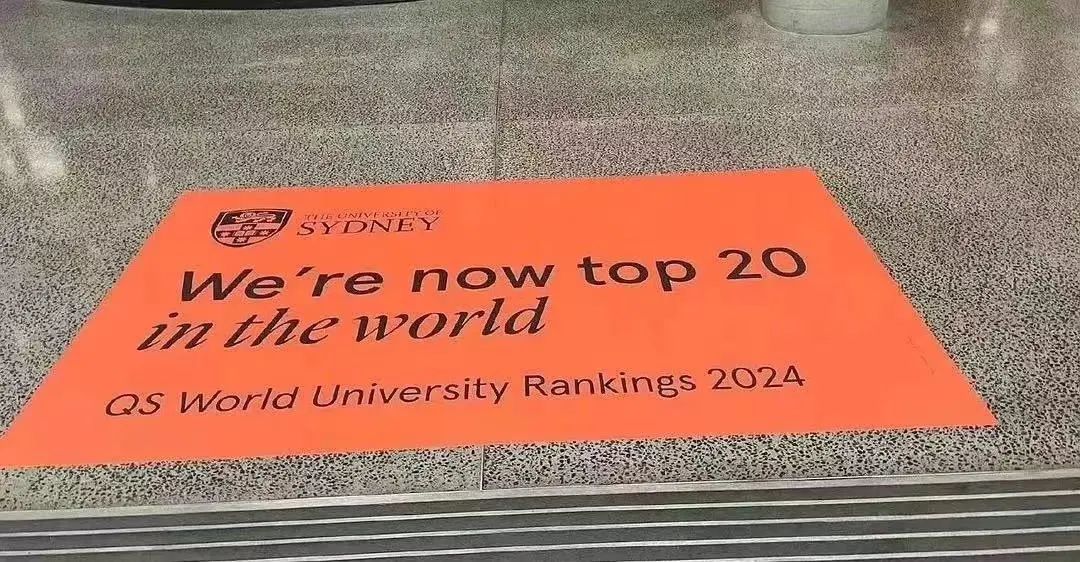 THE UNIVERSITY OF
SYDNEY
We're now top 20
in the world
QS World University Rankings 2024